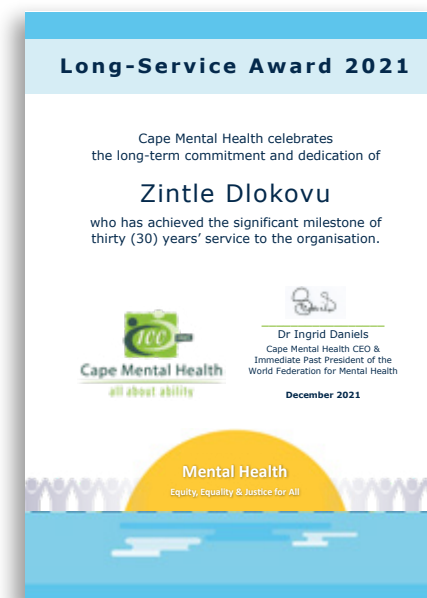 Long-Service Award 2021
Cape Mental Health celebrates
the long-term commitment and dedication of
Zintle Dlokovu
who has achieved the significant milestone of
thirty (30) years’ service to the organisation.
Dr Ingrid Daniels
Cape Mental Health CEO &
Immediate Past President of the
World Federation for Mental Health
December 2021
100
Cape Mental Health
all about ability
Mental Health
Equity, Equality & Justice for All